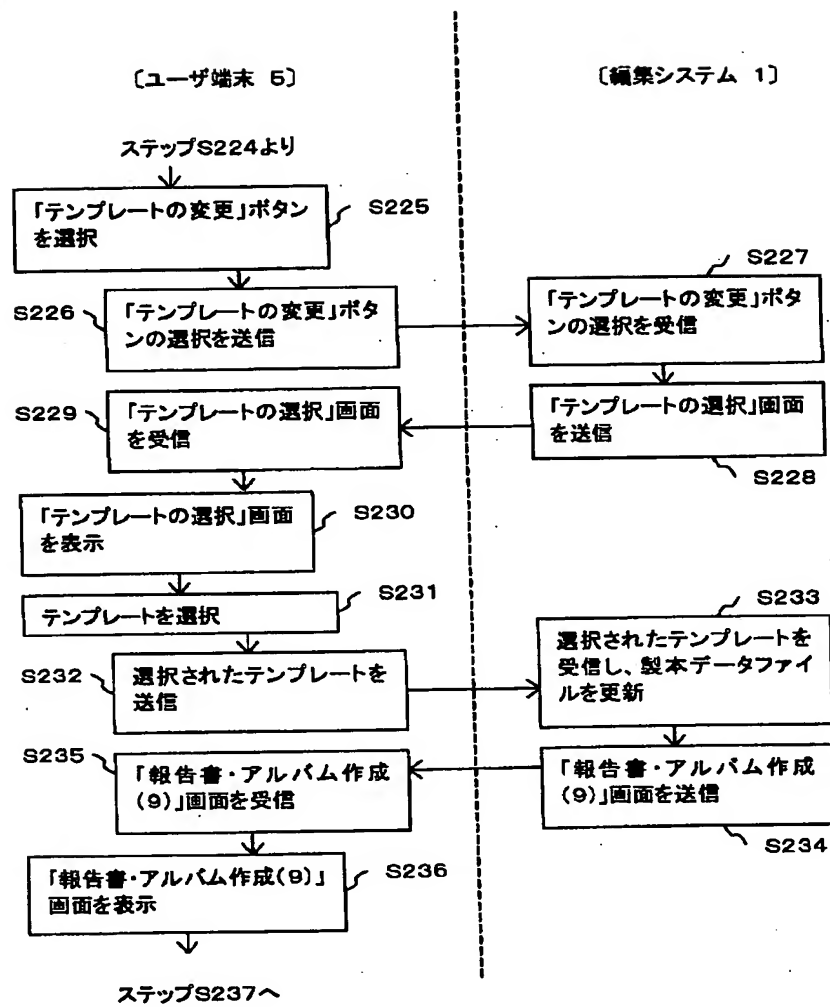 〔ユーザ端末 5〕
〔編集システム 1〕
ステップS224より
「テンプレートの変更」ボタン
を選択
S225
S226
「テンプレートの変更」ボタ
ンの選択を送信
S227
「テンプレートの変更」ボタ
ンの選択を受信
「テンプレートの選択」画面
を送信
S228
S229
「テンプレートの選択」画面
を受信
「テンプレートの選択」画面
を表示
S230
テンプレートを選択
S231
S232
選択されたテンプレートを
送信
S233
選択されたテンプレートを
受信し、製本データファイ
ルを更新
「報告書・アルバム作成
(9)」画面を送信
S234
S235
「報告書・アルバム作成
(9)」画面を受信
「報告書・アルバム作成(9)」
画面を表示
S236
ステップS237へ